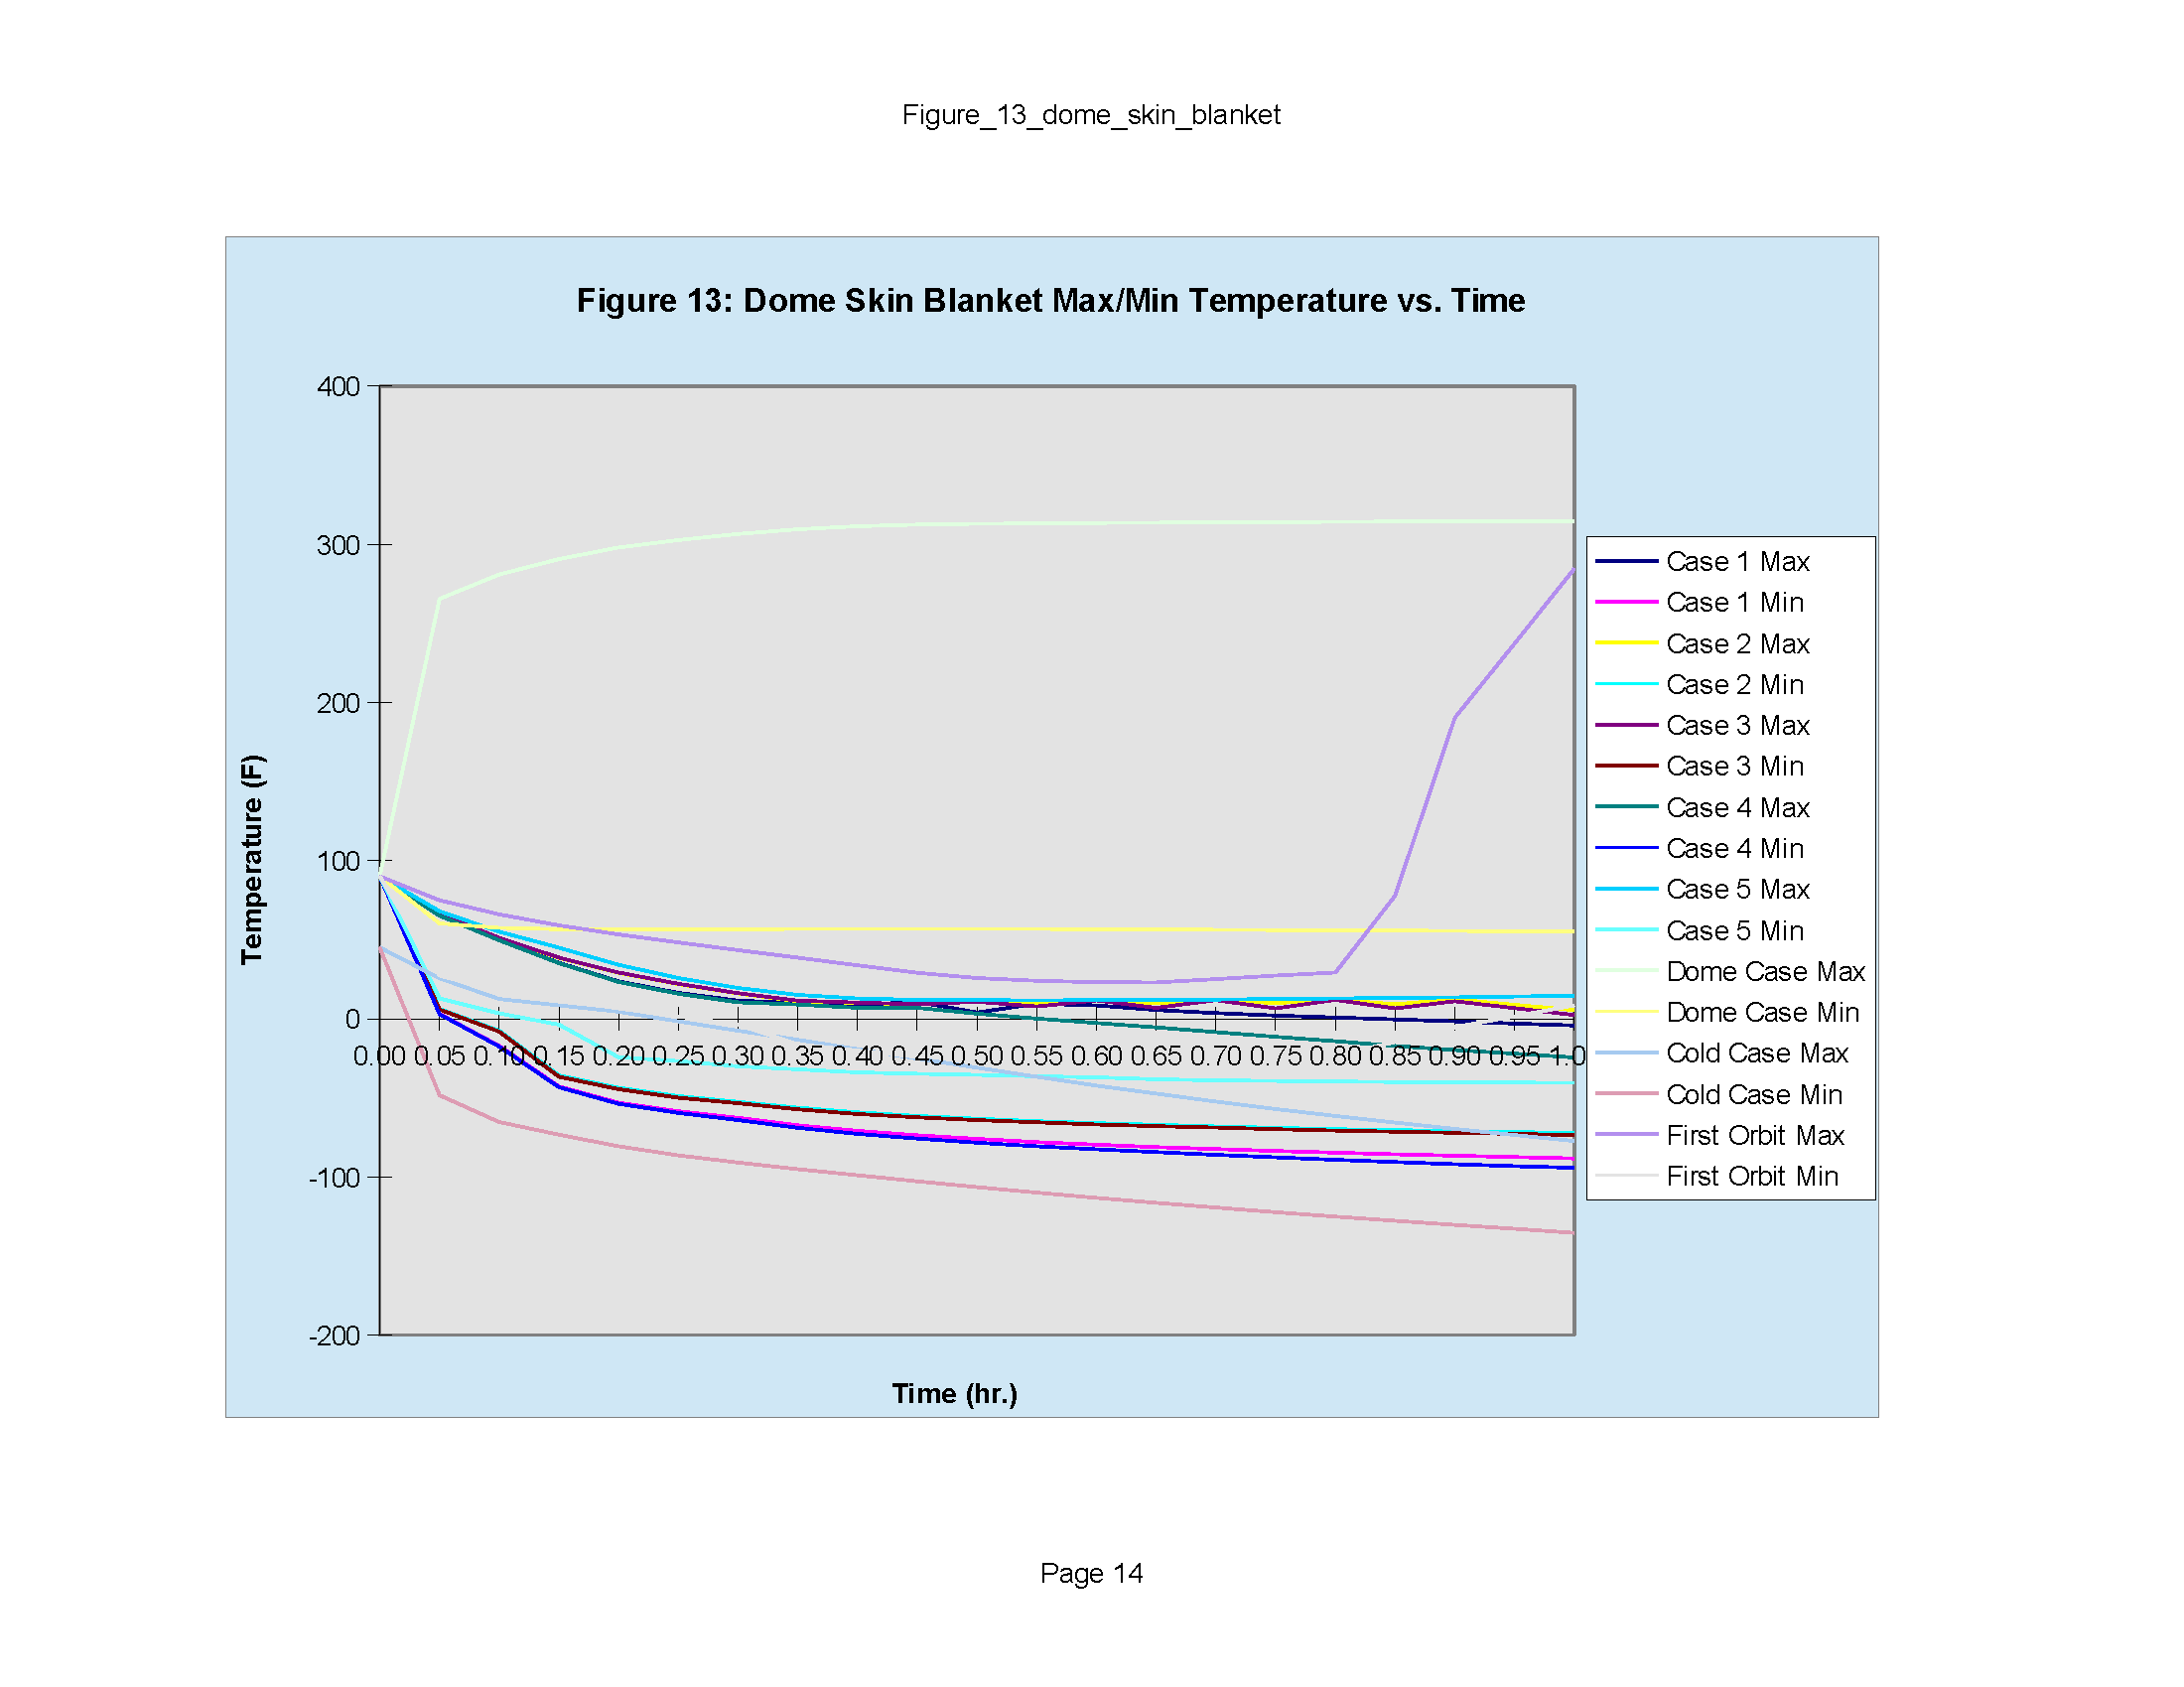 Figure_13_dome_skin_blanket
Figure 13: Dome Skin Blanket Max/Min Temperature vs. Time
400
300
200
100
0
-100
-200
Temperature (F)
0.00 0.05 0.10 0.15 0.20 0.25 0.30 0.35 0.40 0.45 0.50 0.55 0.60 0.65 0.70 0.75 0.80 0.85 0.90 0.95 1.0
Time (hr.)
Case 1 Max
Case 1 Min
Case 2 Max
Case 2 Min
Case 3 Max
Case 3 Min
Case 4 Max
Case 4 Min
Case 5 Max
Case 5 Min
Dome Case Max
Dome Case Min
Cold Case Max
Cold Case Min
First Orbit Max
First Orbit Min
Page 14